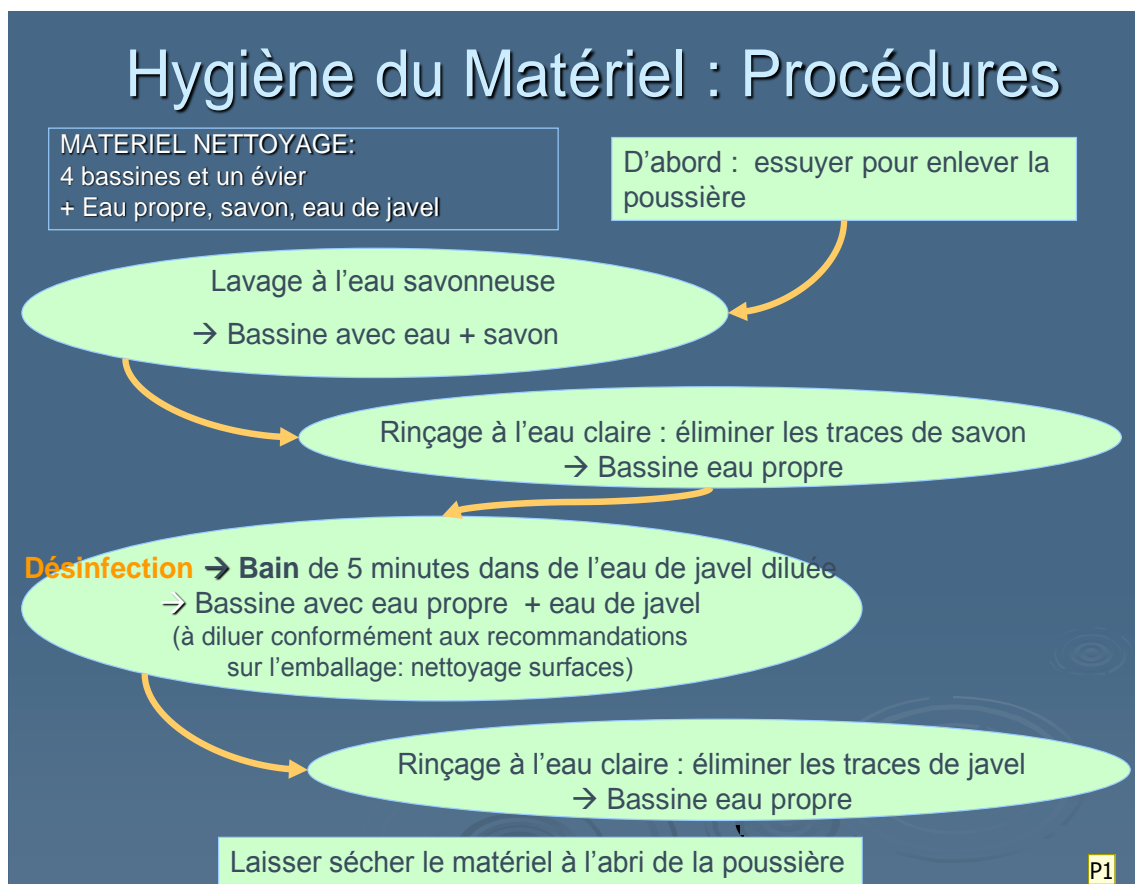 Hygiène du Matériel : Procédures
MATERIEL NETTOYAGE:
4 bassines et un évier
+ Eau propre, savon, eau de javel
D'abord : essuyer pour enlever la
poussière
Lavage à l'eau savonneuse
→ Bassine avec eau + savon
Rinçage à l'eau claire : éliminer les traces de savon
→ Bassine eau propre
Désinfection → Bain de 5 minutes dans de l'eau de javel diluée
→ Bassine avec eau propre + eau de javel
(à diluer conformément aux recommandations
sur l'emballage: nettoyage surfaces)
Rinçage à l'eau claire : éliminer les traces de javel
→ Bassine eau propre
Laisser sécher le matériel à l'abri de la poussière
P1